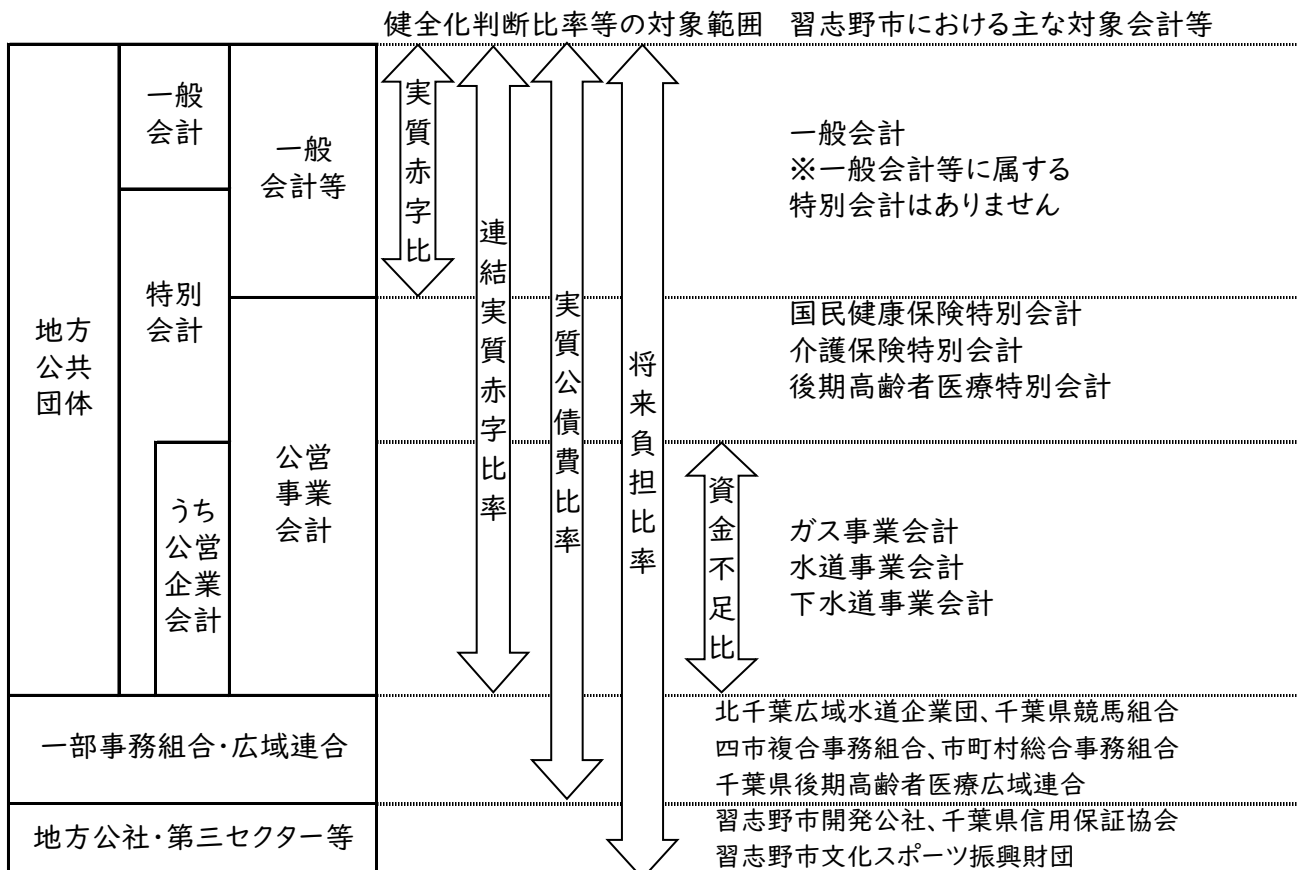 健全化判断比率等の対象範囲 習志野市における主な対象会計等
地方
公共
団体
一般
会計
特別
会計
うち
公営
企業
会計
一般
会計等
公営
事業
会計
実質赤字比
連結実質赤字比率
実質公債費比率
将来負担比率
資金不足比
一般会計
※一般会計等に属する
特別会計はありません
国民健康保険特別会計
介護保険特別会計
後期高齢者医療特別会計
ガス事業会計
水道事業会計
下水道事業会計
一部事務組合・広域連合
北千葉広域水道企業団、千葉県競馬組合
四市複合事務組合、市町村総合事務組合
千葉県後期高齢者医療広域連合
地方公社・第三セクター等
習志野市開発公社、千葉県信用保証協会
習志野市文化スポーツ振興財団